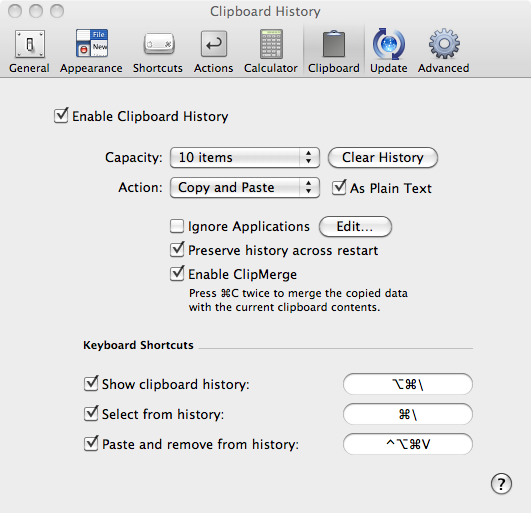 Clipboard History
File
New
General Appearance Shortcuts Actions Calculator Clipboard Update Advanced
Enable Clipboard History
Capacity: 10 items Clear History
Action: Copy and Paste As Plain Text
Ignore Applications Edit...
Preserve history across restart
Enable ClipMerge
Press ⌘C twice to merge the copied data
with the current clipboard contents.
Keyboard Shortcuts
Show clipboard history: ⌥⌘\
Select from history: ⌘\
Paste and remove from history: ^⌥⌘V
?